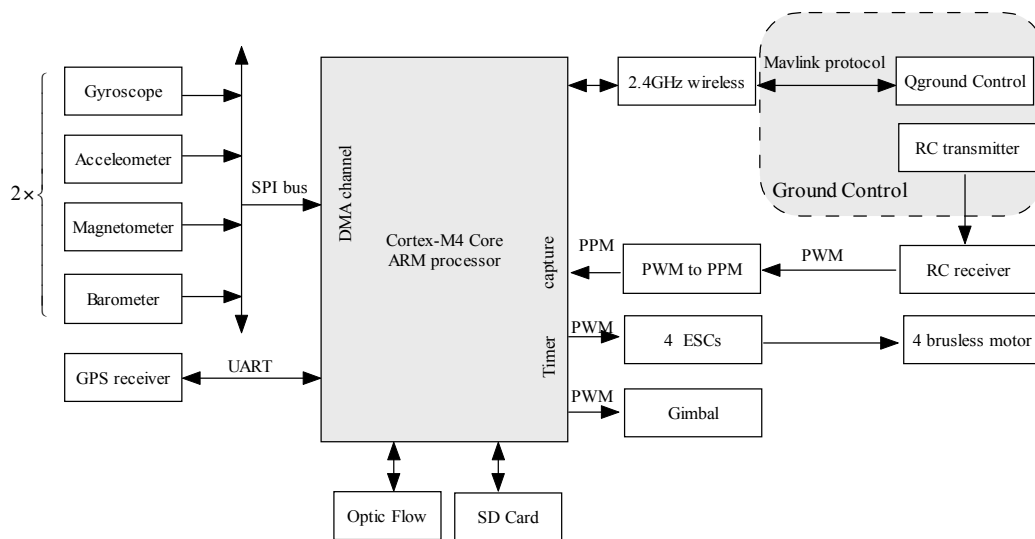 Mavlink protocol
Gyroscope
2.4GHz wireless
Qground Control
Acceleometer
RC transmitter
2×
SPI bus
DMA channel
Ground Control
Magnetometer
Cortex-M4 Core
ARM processor
capture
PPM
PWM to PPM
PWM
RC receiver
Barometer
Timer
PWM
4 ESCs
4 brusless motor
GPS receiver
UART
PWM
Gimbal
Optic Flow
SD Card